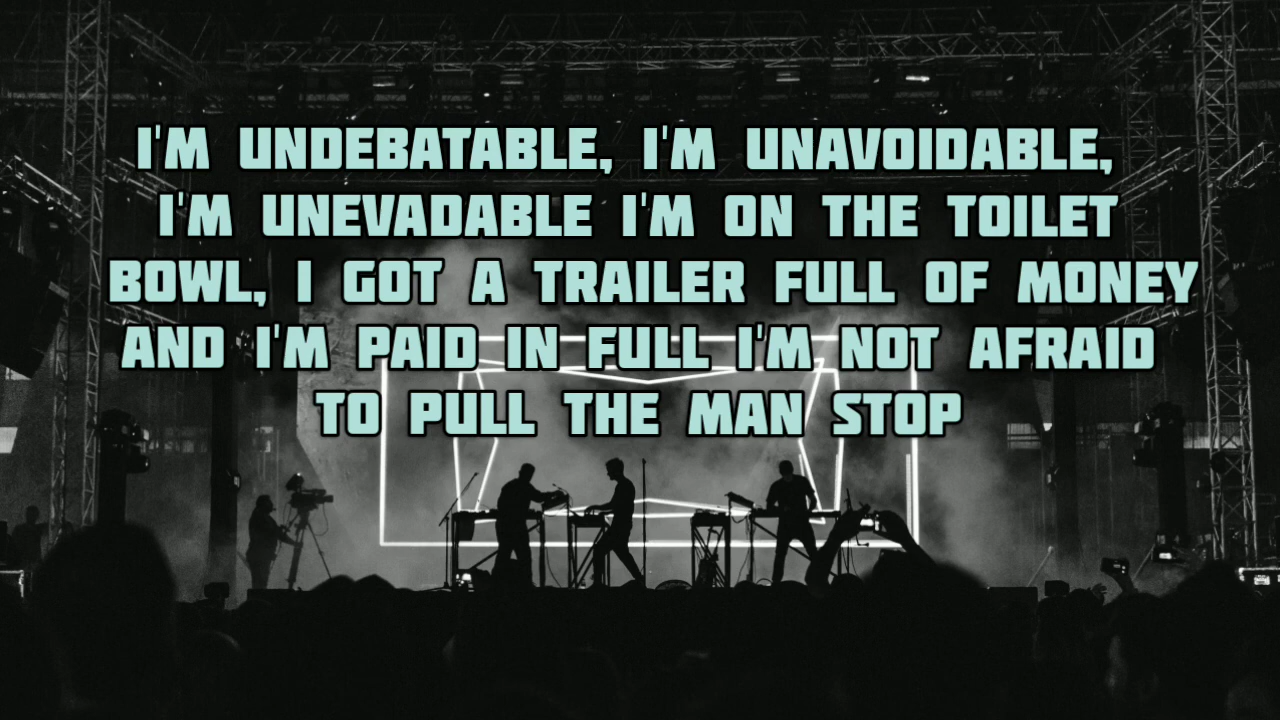 I'M UNDEBATABLE, I'M UNAVOIDABLE,
I'M UNEVADABLE I'M ON THE TOILET
BOWL, I GOT A TRAILER FULL OF MONEY
AND I'M PAID IN FULL I'M NOT AFRAID
TO PULL THE MAN STOP